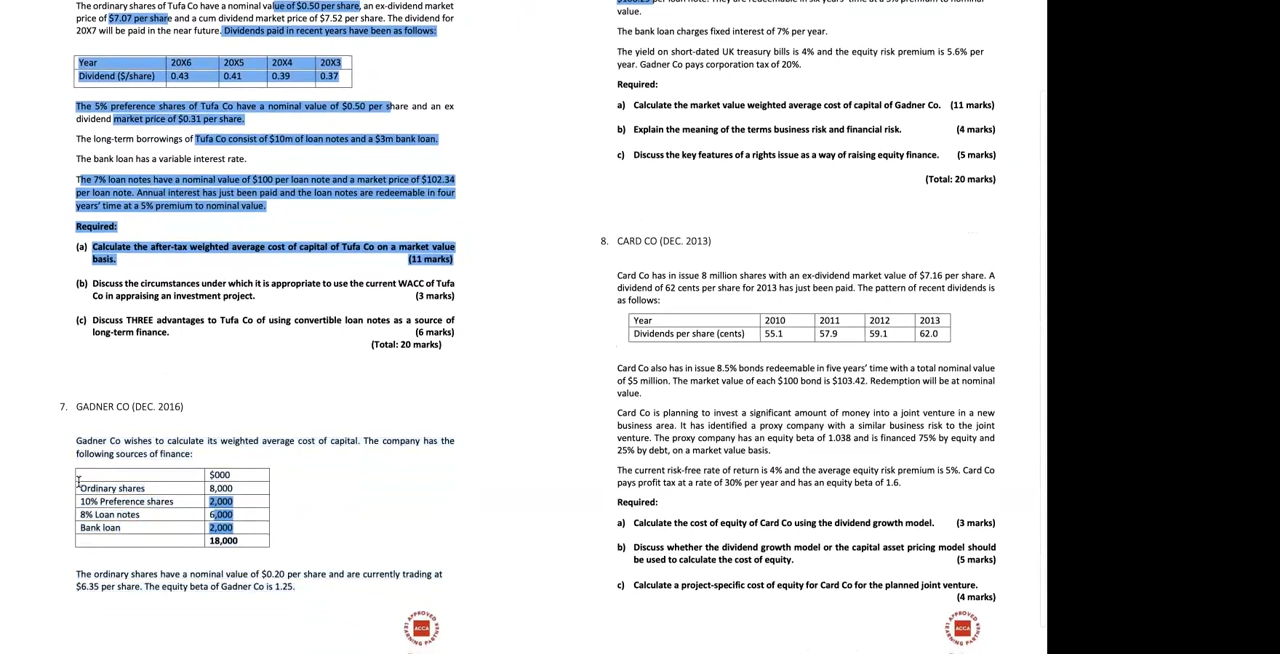 The ordinary shares of Tufa Co have a nominal value of $0.50 per share, an ex-dividend market
price of $7.07 per share and a cum dividend market price of $7.52 per share. The dividend for
20X7 will be paid in the near future. Dividends paid in recent years have been as follows:
Year 20X6 20X5 20X4 20X3
Dividend ($/share) 0.43 0.41 0.39 0.37
The 5% preference shares of Tufa Co have a nominal value of $0.50 per share and an ex
dividend market price of $0.31 per share.
The long-term borrowings of Tufa Co consist of $10m of loan notes and a $3m bank loan.
The bank loan has a variable interest rate.
The 7% loan notes have a nominal value of $100 per loan note and a market price of $102.34
per loan note. Annual interest has just been paid and the loan notes are redeemable in four
years' time at a 5% premium to nominal value.
Required:
(a) Calculate the after-tax weighted average cost of capital of Tufa Co on a market value
basis. (11 marks)
(b) Discuss the circumstances under which it is appropriate to use the current WACC of Tufa
Co in appraising an investment project. (3 marks)
(c) Discuss THREE advantages to Tufa Co of using convertible loan notes as a source of
long-term finance. (6 marks)
(Total: 20 marks)
7. GADNER CO (DEC. 2016)
Gadner Co wishes to calculate its weighted average cost of capital. The company has the
following sources of finance:
$000
Ordinary shares 8,000
10% Preference shares 2,000
8% Loan notes 6,000
Bank loan 2,000
18,000
The ordinary shares have a nominal value of $0.20 per share and are currently trading at
$6.35 per share. The equity beta of Gadner Co is 1.25.
APPROVED
ACCA
LEARNING PARTNER
value.
The bank loan charges fixed interest of 7% per year.
The yield on short-dated UK treasury bills is 4% and the equity risk premium is 5.6% per
year. Gadner Co pays corporation tax of 20%.
Required:
a) Calculate the market value weighted average cost of capital of Gadner Co. (11 marks)
b) Explain the meaning of the terms business risk and financial risk. (4 marks)
c) Discuss the key features of a rights issue as a way of raising equity finance. (5 marks)
(Total: 20 marks)
8. CARD CO (DEC. 2013)
Card Co has in issue 8 million shares with an ex-dividend market value of $7.16 per share. A
dividend of 62 cents per share for 2013 has just been paid. The pattern of recent dividends is
as follows:
Year 2010 2011 2012 2013
Dividends per share (cents) 55.1 57.9 59.1 62.0
Card Co also has in issue 8.5% bonds redeemable in five years' time with a total nominal value
of $5 million. The market value of each $100 bond is $103.42. Redemption will be at nominal
value.
Card Co is planning to invest a significant amount of money into a joint venture in a new
business area. It has identified a proxy company with a similar business risk to the joint
venture. The proxy company has an equity beta of 1.038 and is financed 75% by equity and
25% by debt, on a market value basis.
The current risk-free rate of return is 4% and the average equity risk premium is 5%. Card Co
pays profit tax at a rate of 30% per year and has an equity beta of 1.6.
Required:
a) Calculate the cost of equity of Card Co using the dividend growth model. (3 marks)
b) Discuss whether the dividend growth model or the capital asset pricing model should
be used to calculate the cost of equity. (5 marks)
c) Calculate a project-specific cost of equity for Card Co for the planned joint venture.
(4 marks)
APPROVED
ACCA
LEARNING PARTNER